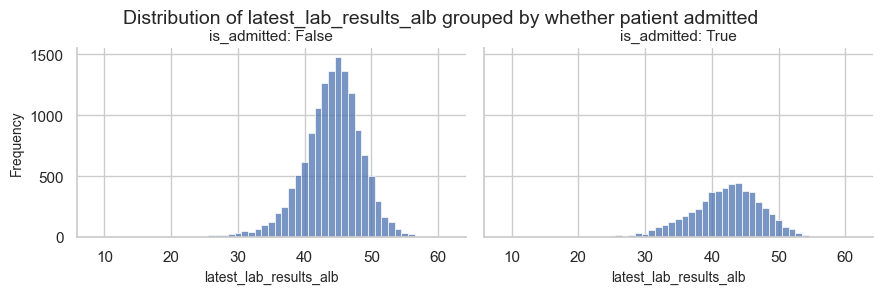 Distribution of latest_lab_results_alb grouped by whether patient admitted
is_admitted: False
is_admitted: True
1500
1000
500
0
Frequency
10 20 30 40 50 60
10 20 30 40 50 60
latest_lab_results_alb
latest_lab_results_alb